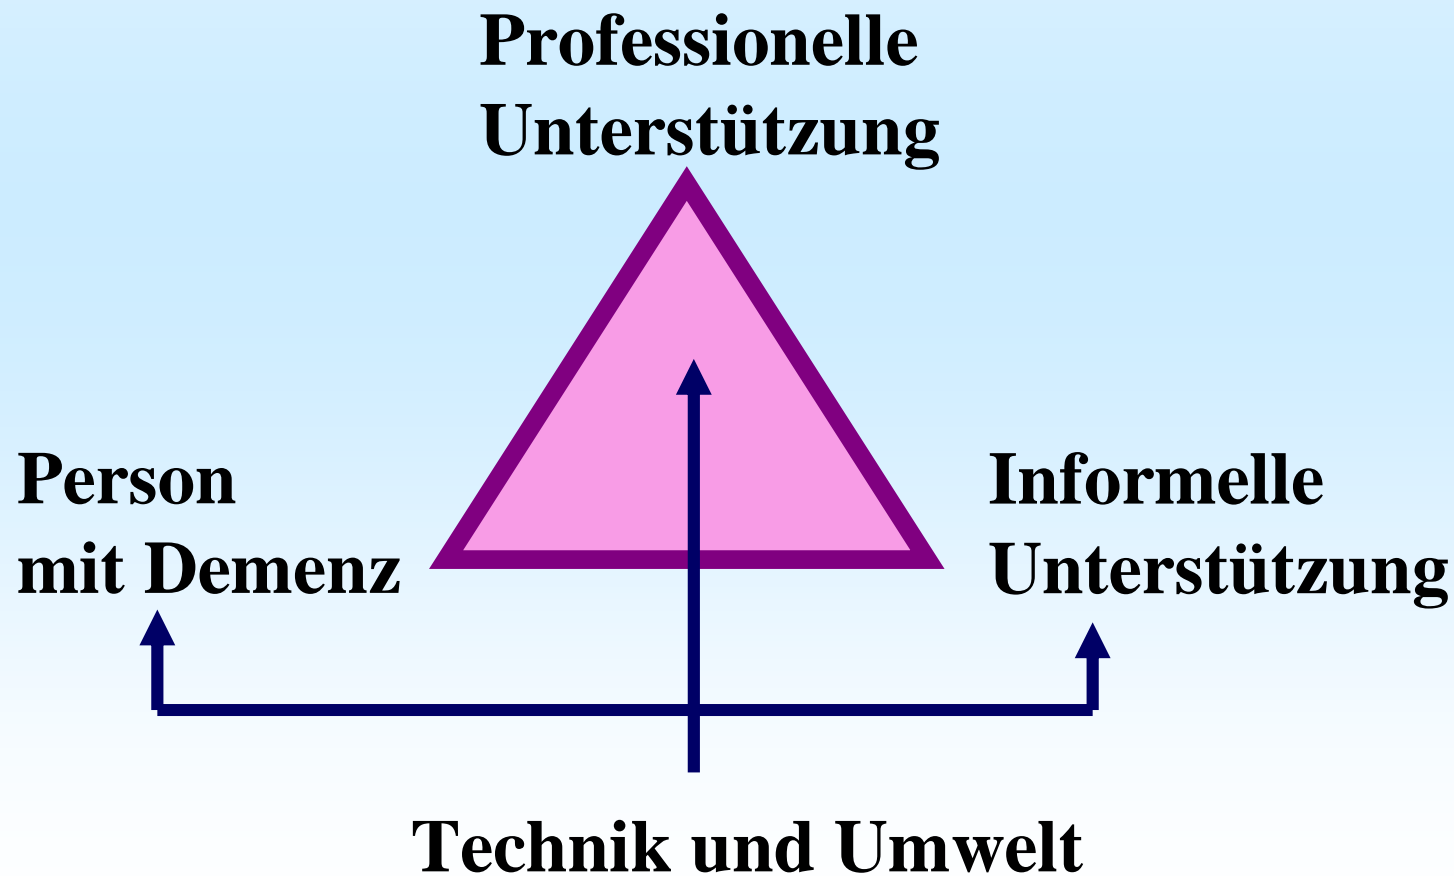 Professionelle
Unterstützung
Person
mit Demenz
Informelle
Unterstützung
Technik und Umwelt